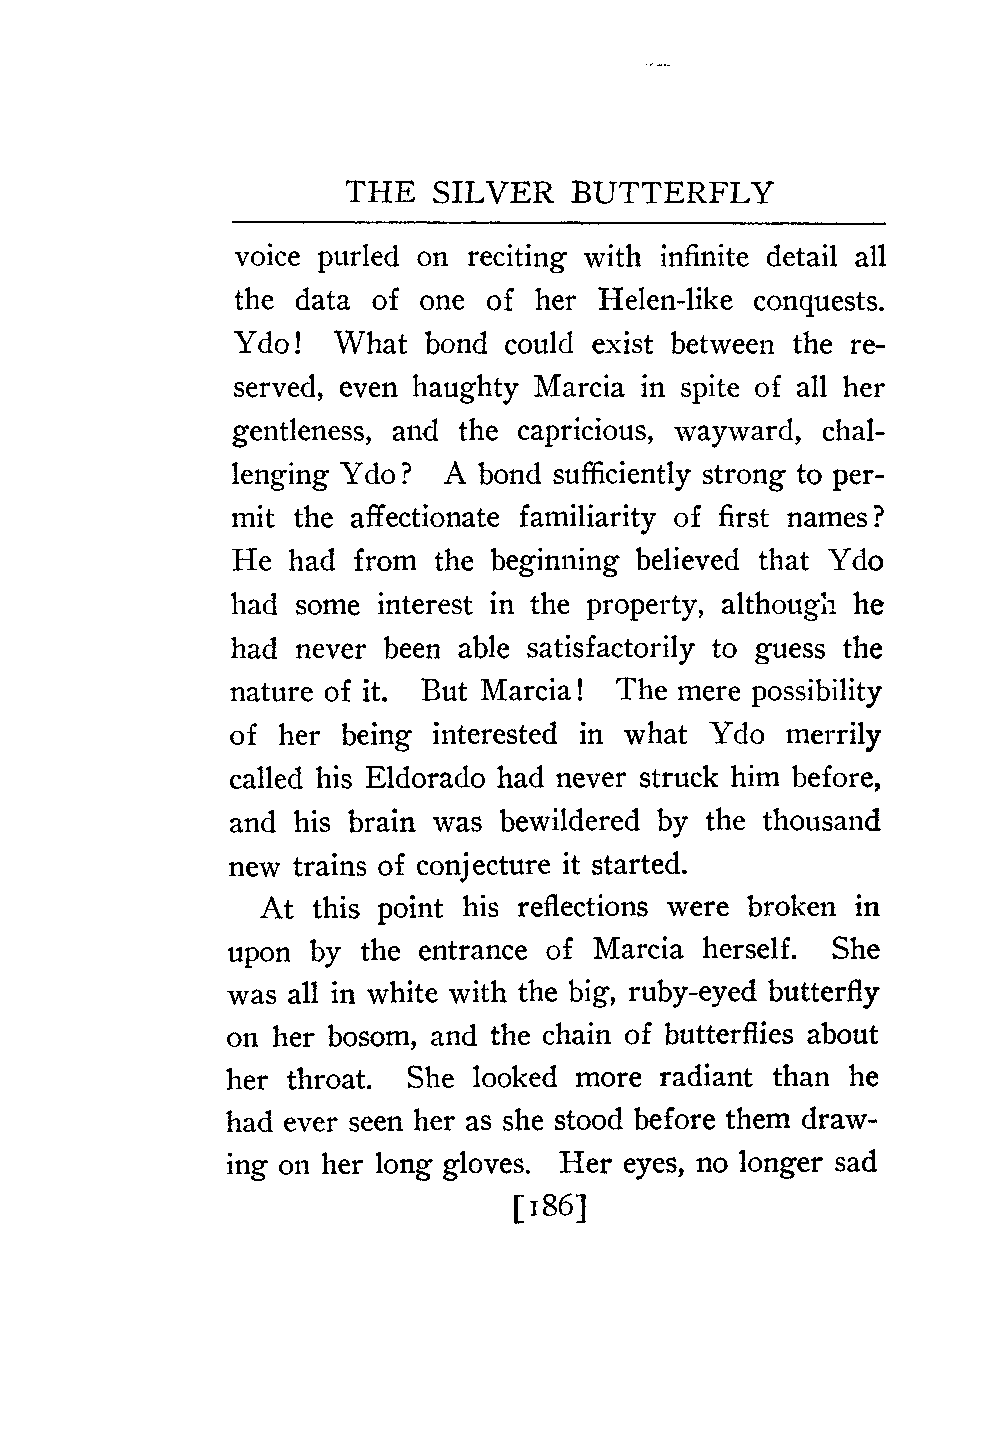 THE SILVER BUTTERFLY
voice purled on reciting with infinite detail all
the data of one of her Helen-like conquests.
Ydo! What bond could exist between the re-
served, even haughty Marcia in spite of all her
gentleness, and the capricious, wayward, chal-
lenging Ydo? A bond sufficiently strong to per-
mit the affectionate familiarity of first names?
He had from the beginning believed that Ydo
had some interest in the property, although he
had never been able satisfactorily to guess the
nature of it. But Marcia! The mere possibility
of her being interested in what Ydo merrily
called his Eldorado had never struck him before,
and his brain was bewildered by the thousand
new trains of conjecture it started.
At this point his reflections were broken in
upon by the entrance of Marcia herself. She
was all in white with the big, ruby-eyed butterfly
on her bosom, and the chain of butterflies about
her throat. She looked more radiant than he
had ever seen her as she stood before them draw-
ing on her long gloves. Her eyes, no longer sad
[186]